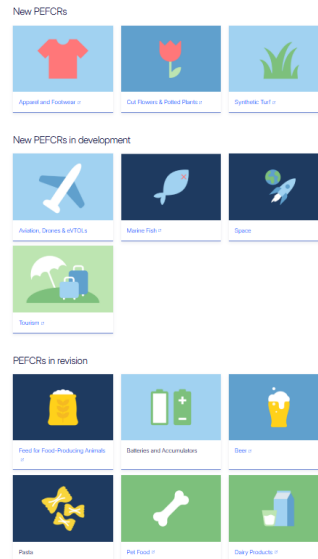 New PEFCRs
Apparel and Footwear
Cut Flowers & Potted Plants
Synthetic Turf
New PEFCRs in development
Aviation, Drones & eVTOLs
Marine Fish
Space
Tourism
PEFCRs in revision
Feed for Food-Producing Animals
Batteries and Accumulators
Beer
Pasta
Pet Food
Dairy Products